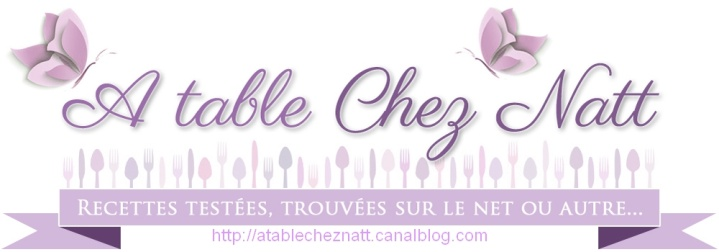 A table Chez Natt
Recettes testées, trouvées sur le net ou autre...
http://atablecheznatt.canalblog.com